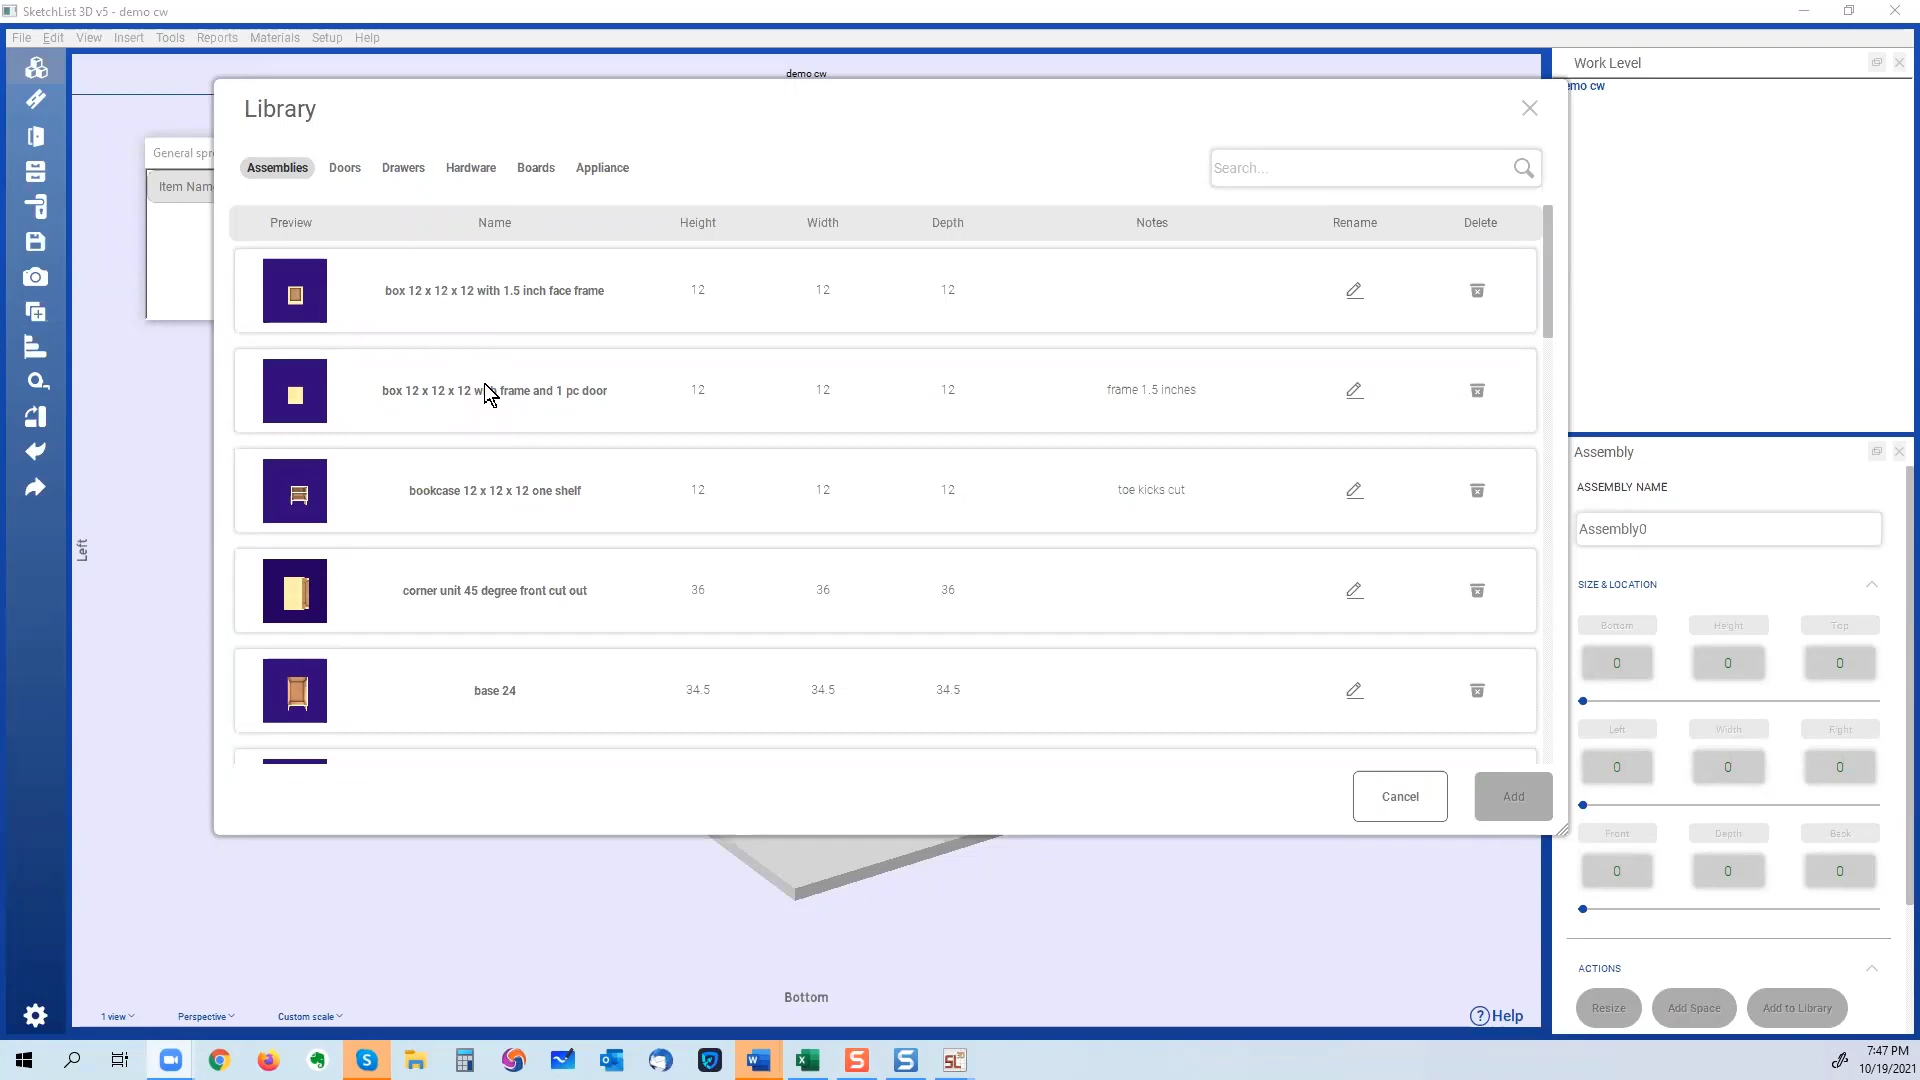 SketchList 3D v5 - demo cw
File Edit View Insert Tools Reports Materials Setup Help
demo cw
Work Level
emo cw
Library
General spr
Item Nam
Assemblies Doors Drawers Hardware Boards Appliance
Search...
Preview Name Height Width Depth Notes Rename Delete
box 12 x 12 x 12 with 1.5 inch face frame 12 12 12
box 12 x 12 x 12 with frame and 1 pc door 12 12 12 frame 1.5 inches
bookcase 12 x 12 x 12 one shelf 12 12 12 toe kicks cut
corner unit 45 degree front cut out 36 36 36
base 24 34.5 34.5 34.5
Cancel Add
Left
Bottom
1 view Perspective Custom scale
Help
Assembly
ASSEMBLY NAME
Assembly0
SIZE & LOCATION
Bottom Height Top
0 0 0
Left Width Right
0 0 0
Front Depth Back
0 0 0
ACTIONS
Resize Add Space Add to Library
7:47 PM
10/19/2021